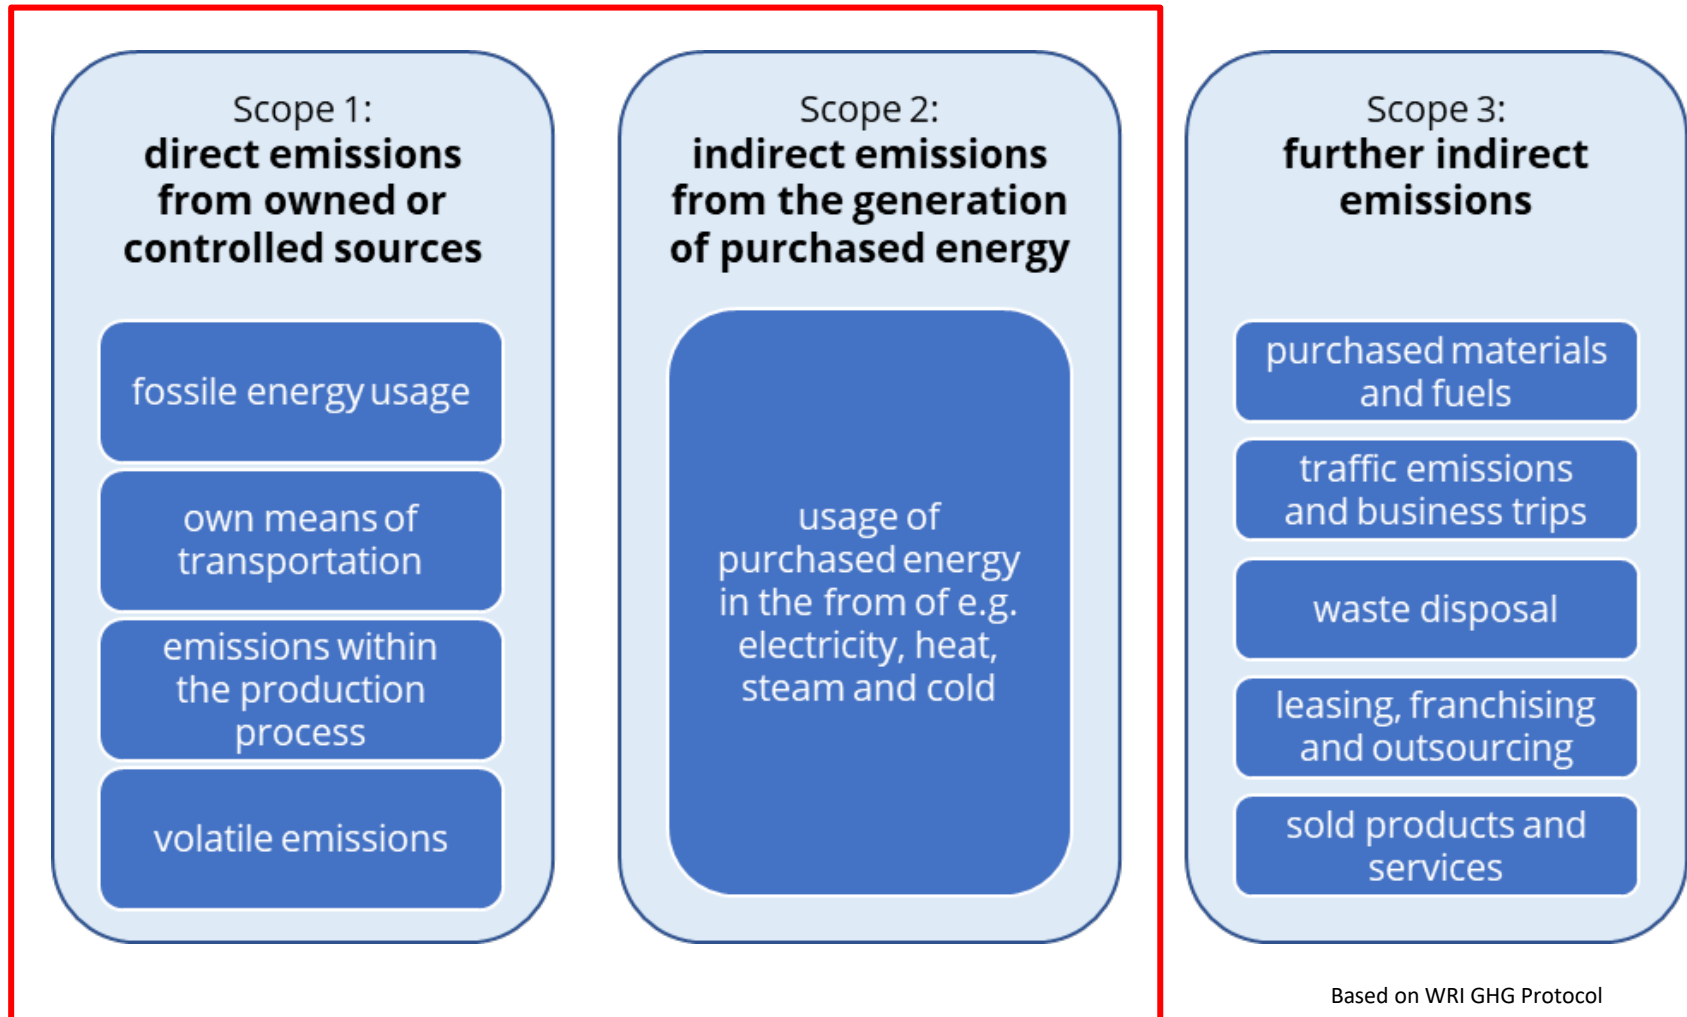 Scope 1:
direct emissions
from owned or
controlled sources
fossile energy usage
own means of
transportation
emissions within
the production
process
volatile emissions
Scope 2:
indirect emissions
from the generation
of purchased energy
usage of
purchased energy
in the from of e.g.
electricity, heat,
steam and cold
Scope 3:
further indirect
emissions
purchased materials
and fuels
traffic emissions
and business trips
waste disposal
leasing, franchising
and outsourcing
sold products and
services
Based on WRI GHG Protocol